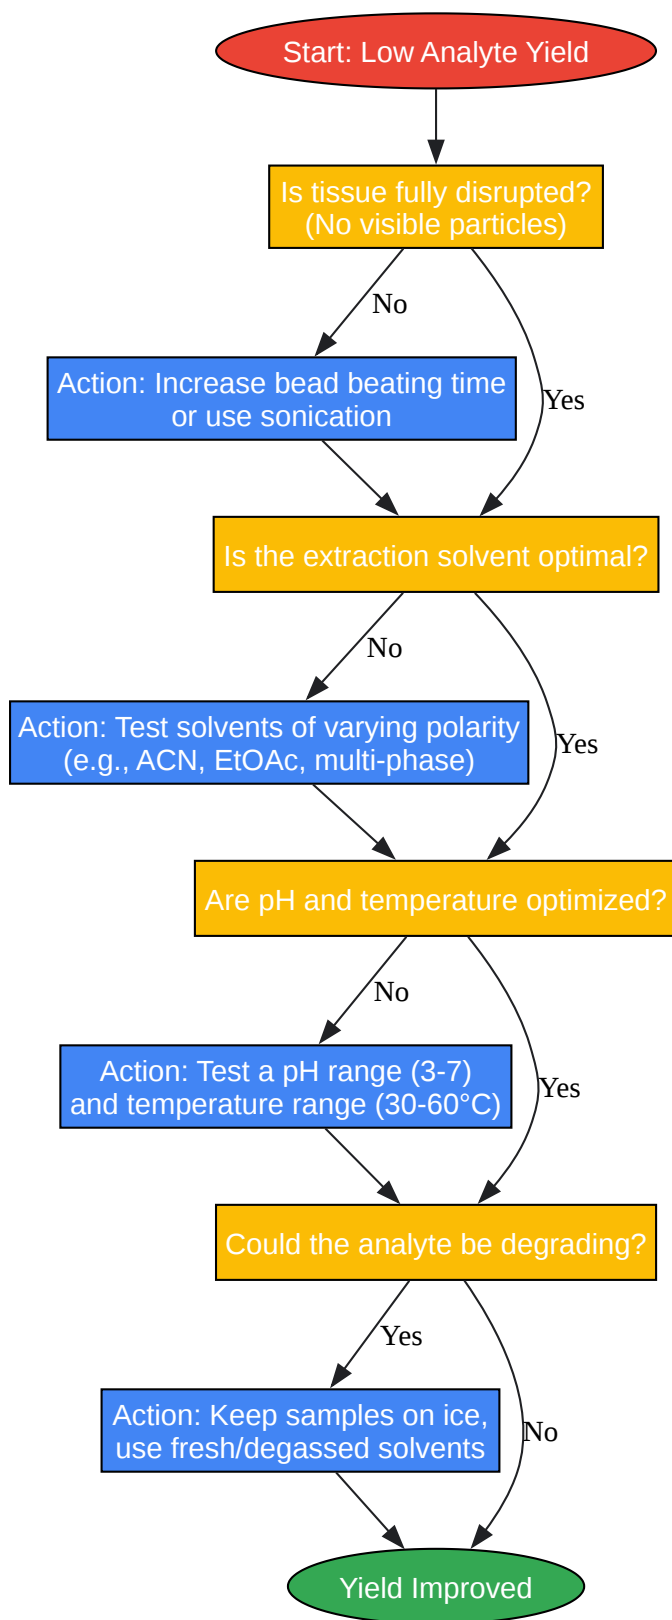 Start: Low Analyte Yield
Is tissue fully disrupted?
(No visible particles)
No
Action: Increase bead beating time
or use sonication
Yes
Is the extraction solvent optimal?
No
Action: Test solvents of varying polarity
(e.g., ACN, EtOAc, multi-phase)
Yes
Are pH and temperature optimized?
No
Action: Test a pH range (3-7)
and temperature range (30-60°C)
Yes
Could the analyte be degrading?
Yes
Action: Keep samples on ice,
use fresh/degassed solvents
No
Yield Improved